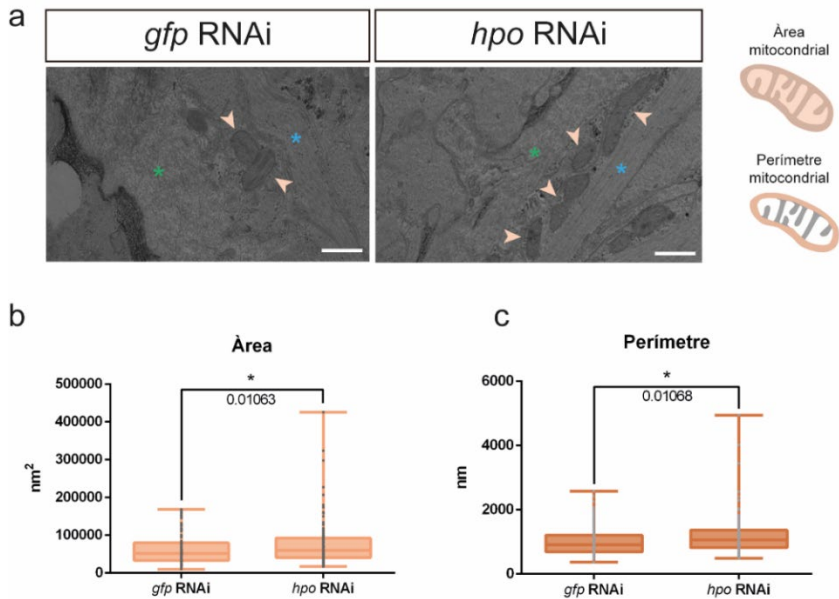 a
gfp RNAi
hpo RNAi
Àrea
mitocondrial
Perímetre
mitocondrial
*
*
*
*
b
Àrea
500000
400000
300000
200000
100000
0
nm²
*
0.01063
gfp RNAi
hpo RNAi
c
Perímetre
6000
4000
2000
0
nm
*
0.01068
gfp RNAi
hpo RNAi